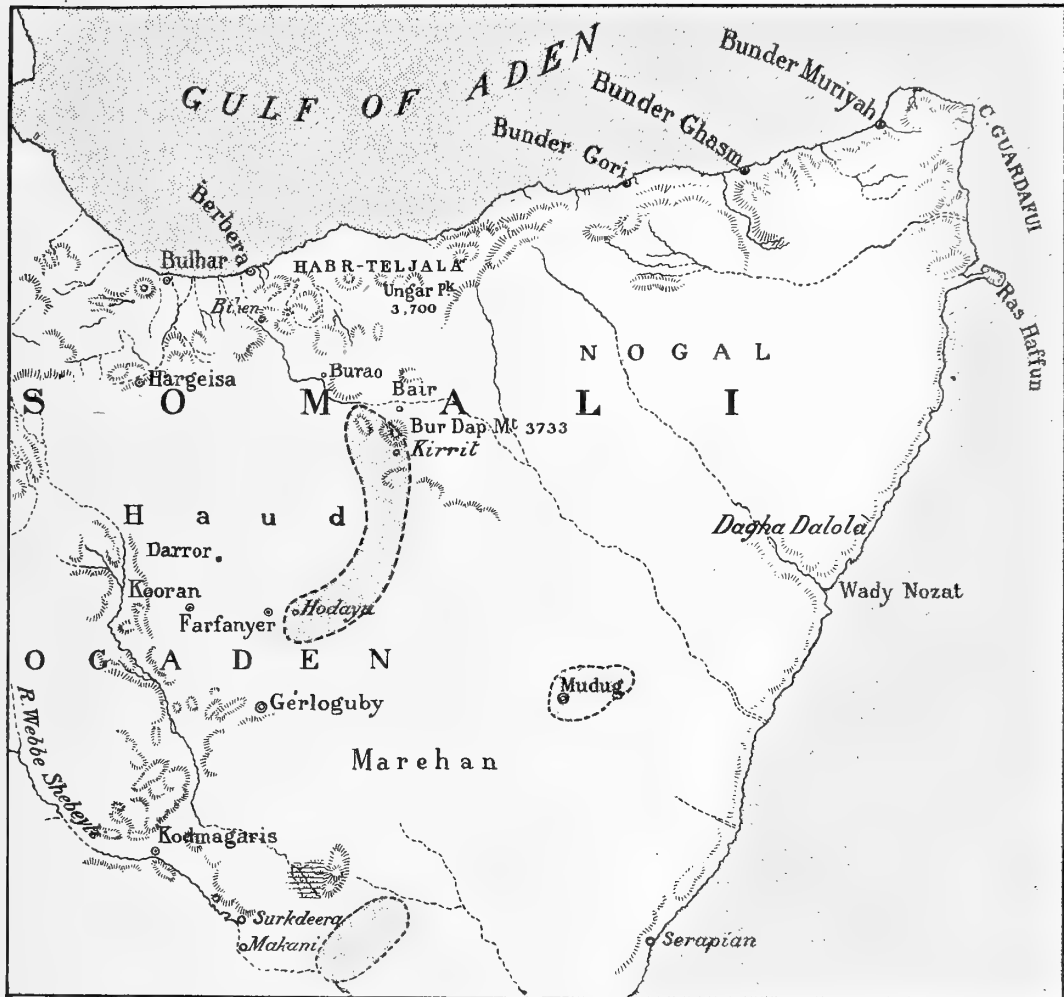 GULF OF ADEN
Bunder Muriyah
Bunder Ghasm
Bunder Gori
C. GUARDAFUI
Berbera
Bulhar
HABR-TELJALA
Ungar pk
3,700
Ras Haffun
NOGAL
Hargeisa
Burao
Bair
SOMALI
Bur Dap Mt 3733
Kirrit
Haud
Dagha Dalola
Darror
Kooran
Wady Nozat
Farfanyer
Hodayu
OGADEN
Mudug
Gerloguby
R. Webbe Shebeyli
Marehan
Kodmagaris
Surkdeera
Makani
Serapian